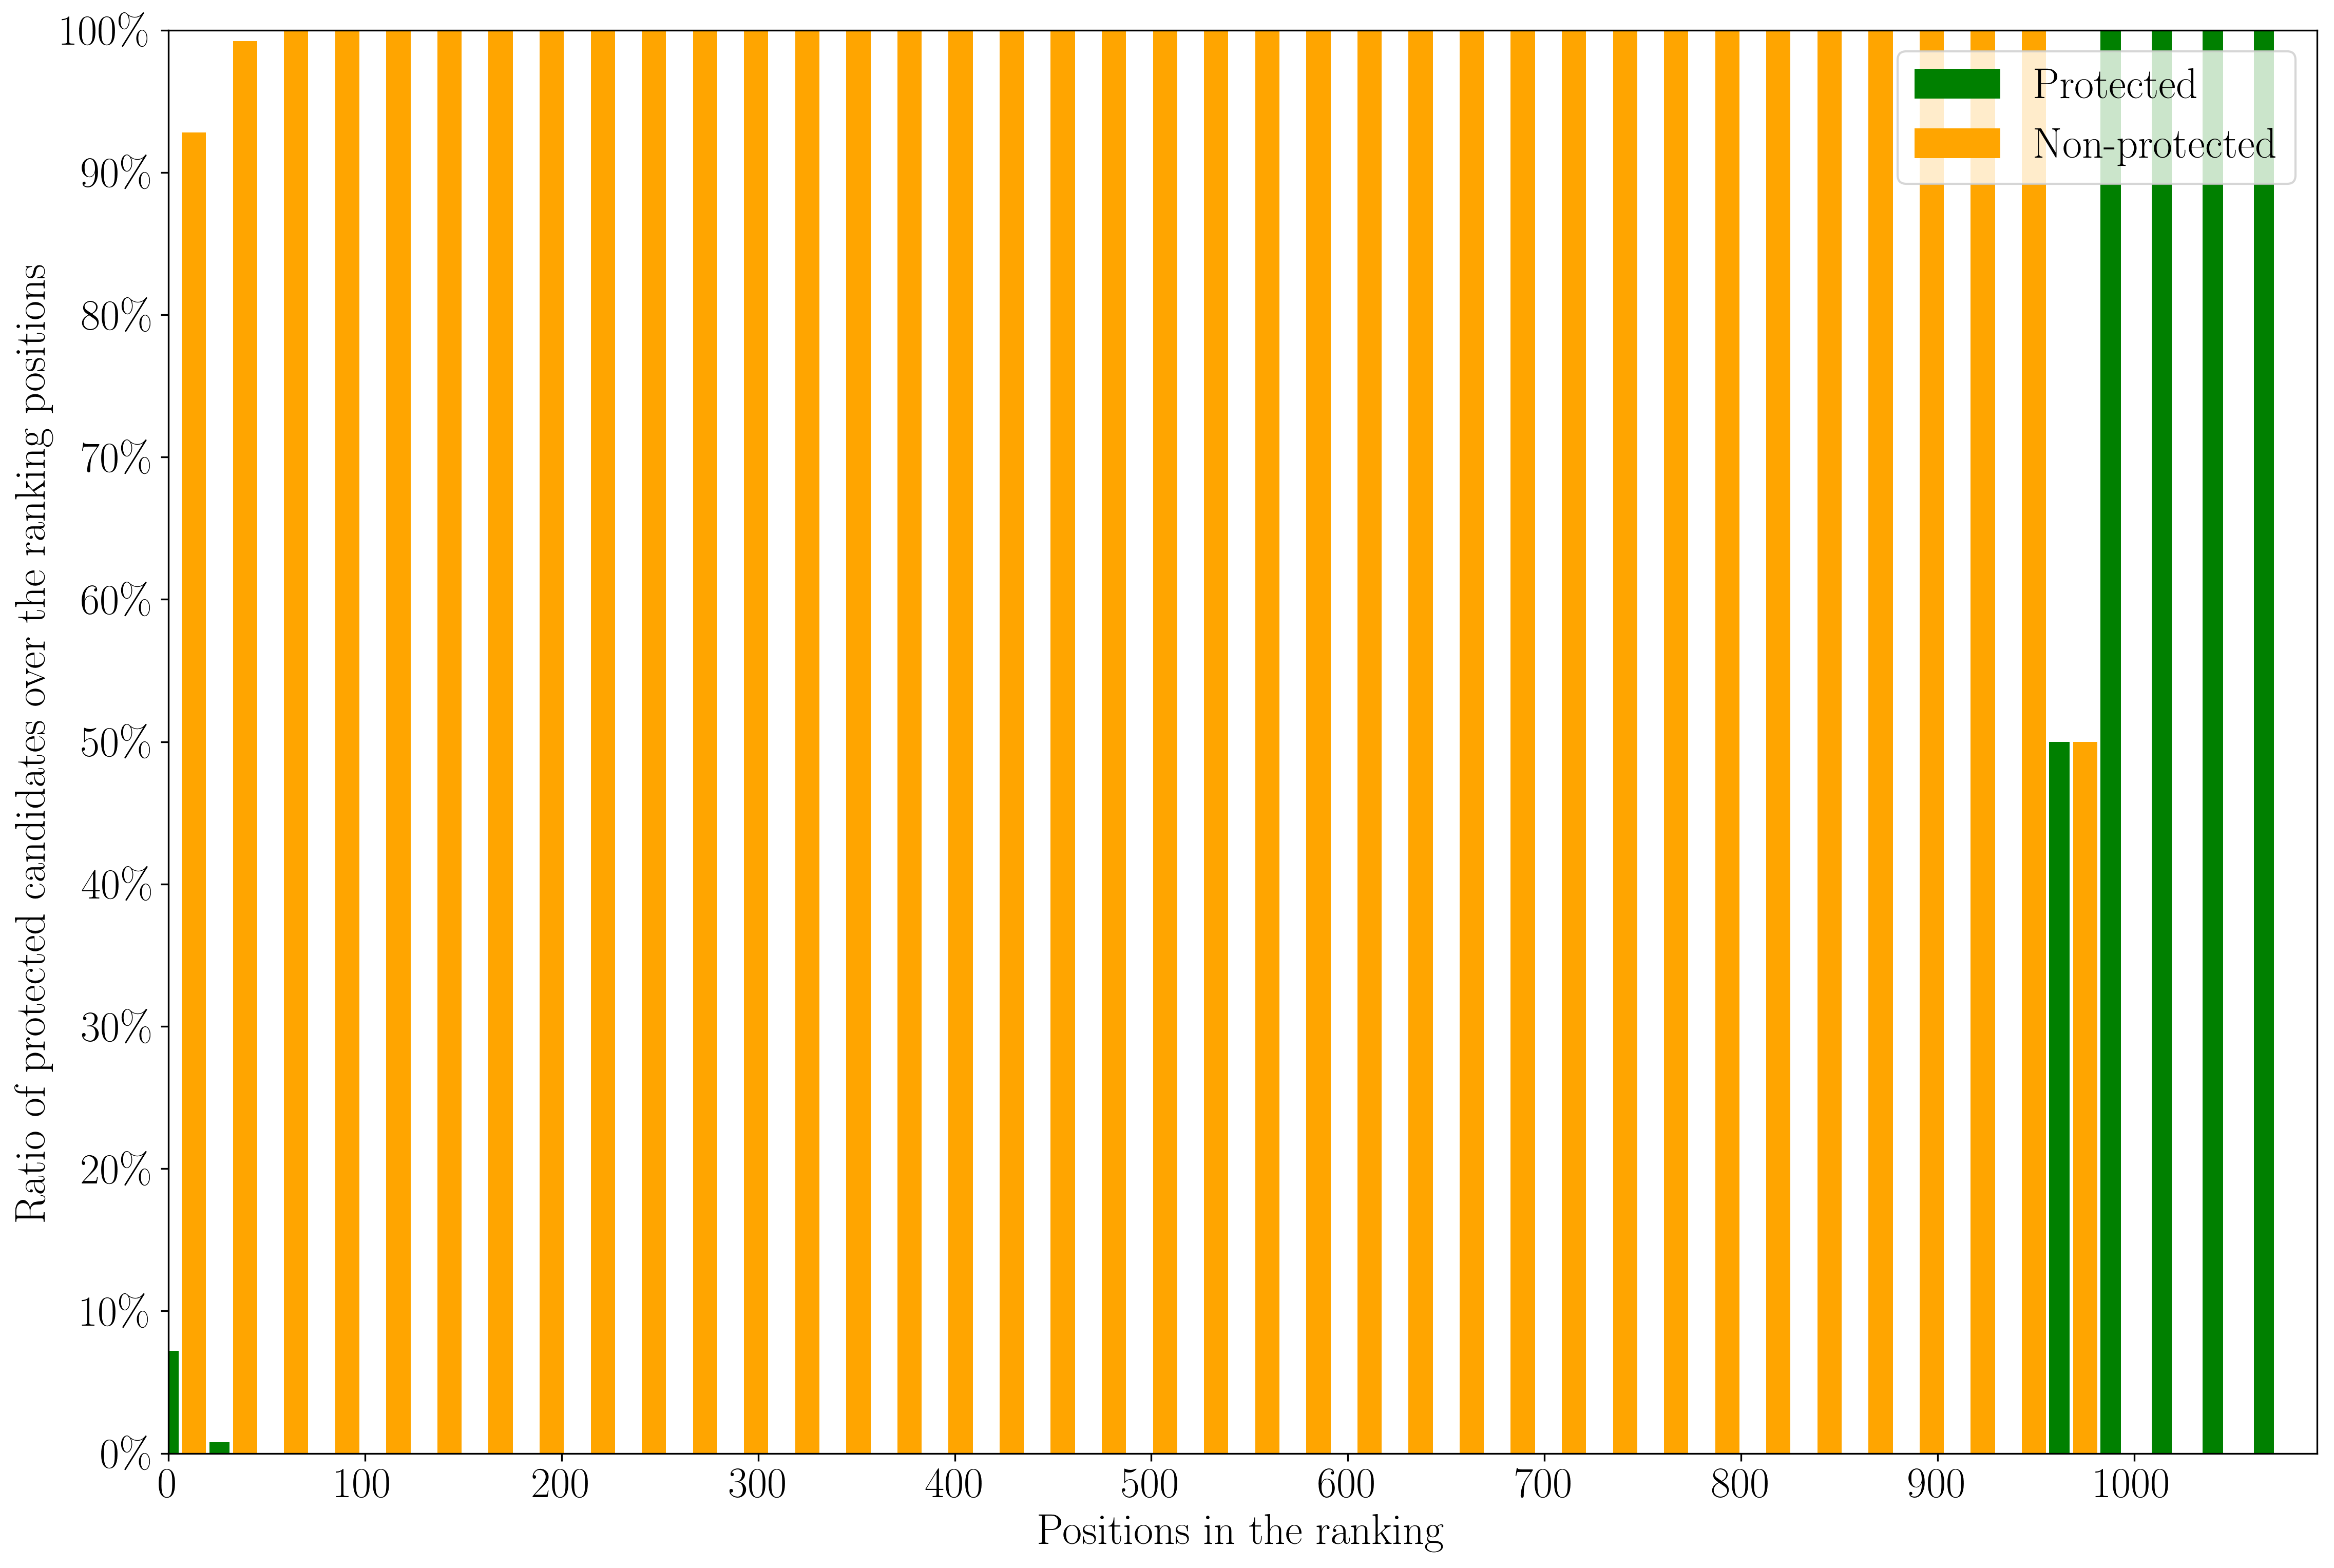 100%
90%
80%
70%
60%
50%
40%
30%
20%
10%
0%
Ratio of protected candidates over the ranking positions
Protected
Non-protected
0 100 200 300 400 500 600 700 800 900 1000
Positions in the ranking